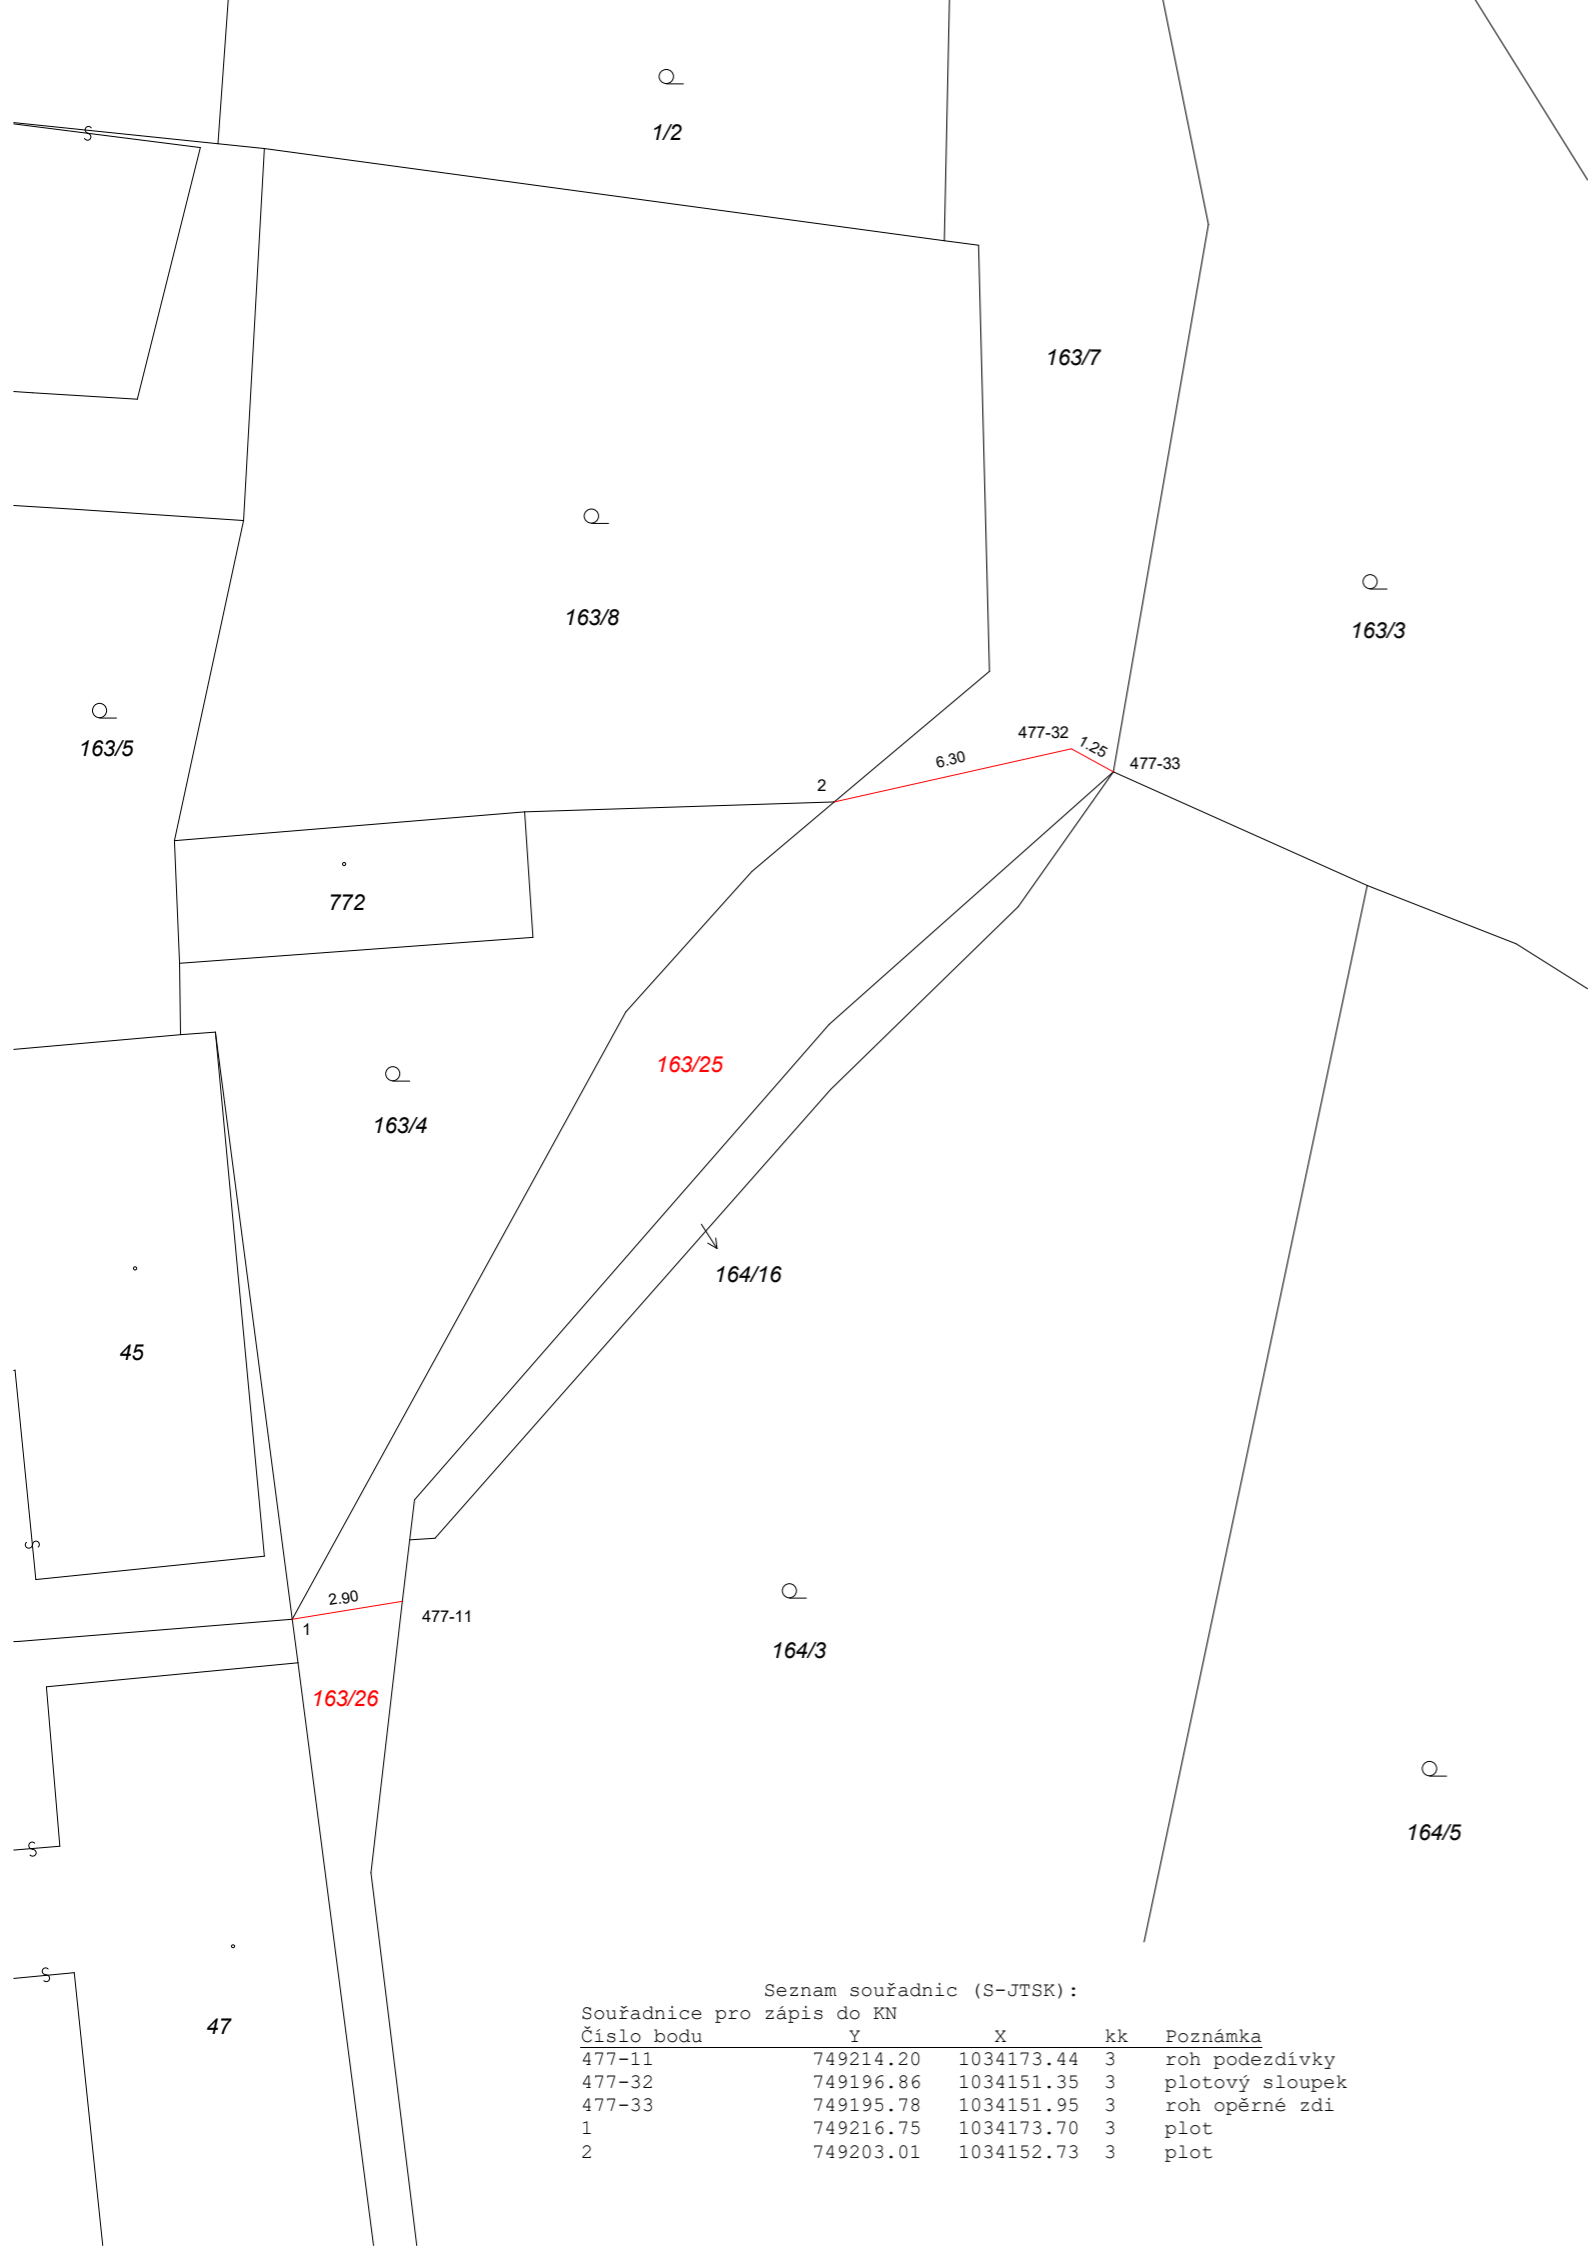 1/2
163/7
163/8
163/3
163/5
477-32
1.25
6.30
477-33
2
772
163/25
163/4
164/16
45
2.90
477-11
1
164/3
163/26
164/5
47
Seznam souřadnic (S-JTSK):
Souřadnice pro zápis do KN
Číslo bodu Y X kk Poznámka
477-11 749214.20 1034173.44 3 roh podezdívky
477-32 749196.86 1034151.35 3 plotový sloupek
477-33 749195.78 1034151.95 3 roh opěrné zdi
1 749216.75 1034173.70 3 plot
2 749203.01 1034152.73 3 plot